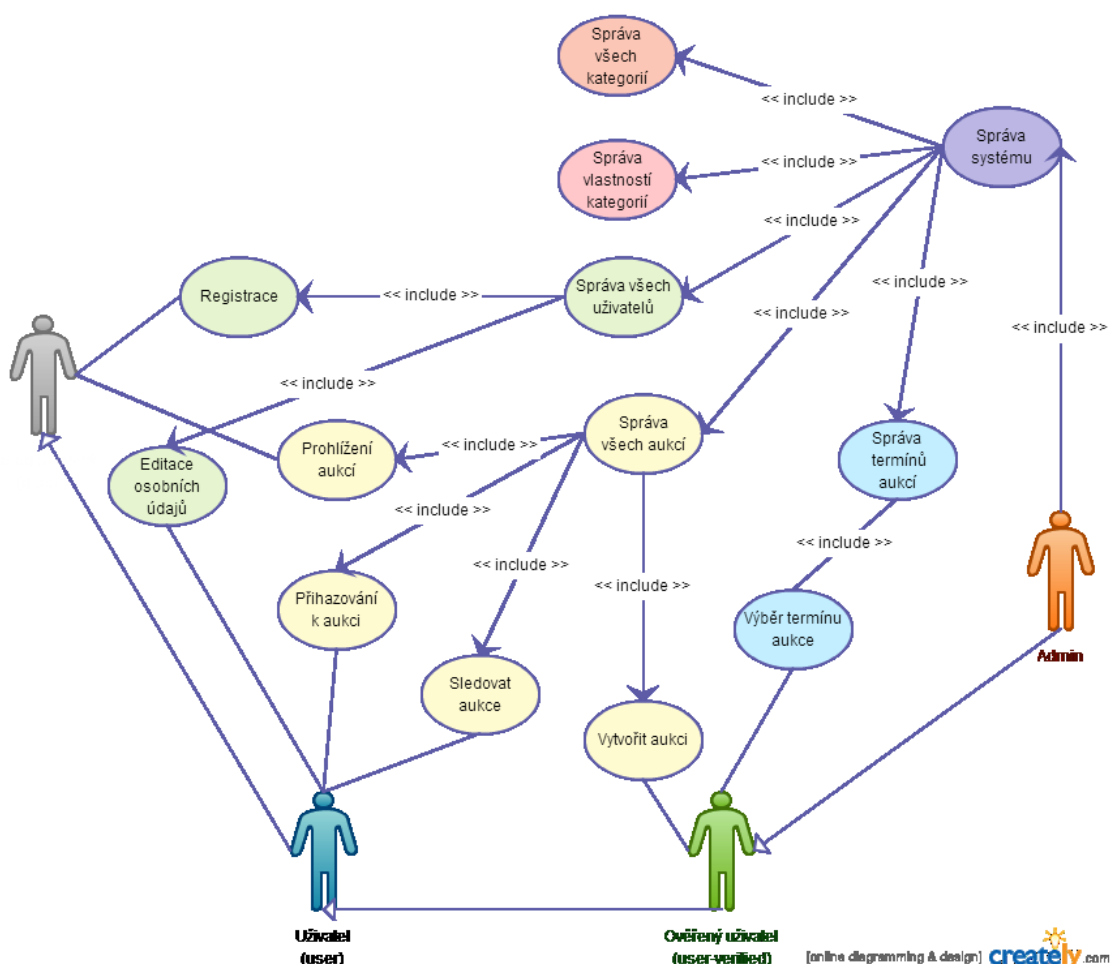 Správa
všech
kategorií
<< include >>
Správa
systému
Správa
vlastností
kategorií
<< include >>
<< include >>
Registrace
<< include >>
Správa všech
uživatelů
<< include >>
<< include >>
<< include >>
<< include >>
Správa
všech aukcí
Prohlížení
aukcí
<< include >>
Správa
termínů
aukcí
Editace
osobních
údajů
<< include >>
<< include >>
<< include >>
<< include >>
Přihazování
k aukci
Výběr termínu
aukce
Admin
Sledovat
aukce
Vytvořit aukci
Uživatel
(user)
Ověřený uživatel
(user-verified)
[online diagramming & design] creately.com